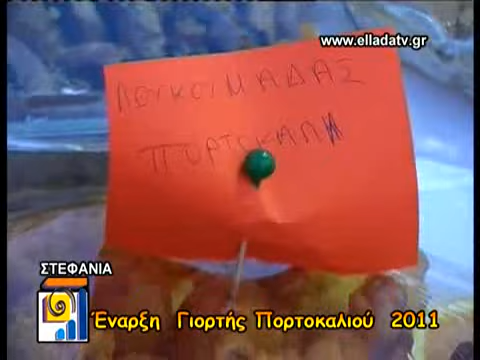 www.elladatv.gr
ΛΟΥΚΟΥΜΑΔΑΣ
ΠΟΡΤΟΚΑΛΙ
ΣΤΕΦΑΝΙΑ
Έναρξη Γιορτής Πορτοκαλιού 2011